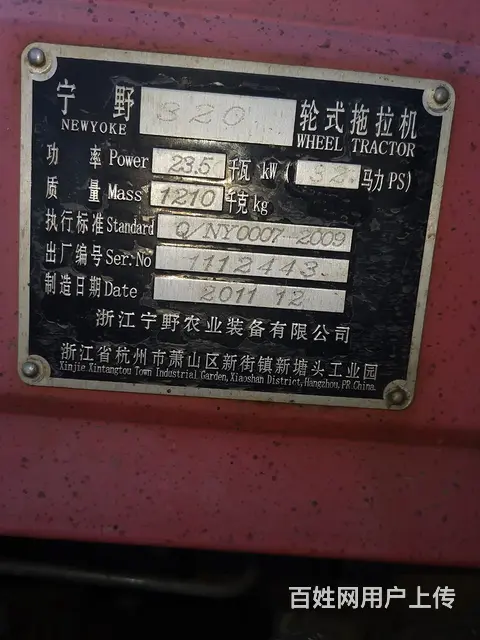 宁野 320 轮式拖拉机
NEWYOKE WHEEL TRACTOR
功率 Power 23.5 千瓦 kW ( 32 马力 PS)
质量 Mass 1210 千克 kg
执行标准 Standard Q/NY0007-2009
出厂编号 Ser.No 1112443
制造日期 Date 2011 12
浙江宁野农业装备有限公司
浙江省杭州市萧山区新街镇新塘头工业园
Xinjie Xintangtou Town Industrial Garden, Xiaoshan District, Hangzhou, PR.China.
百姓网用户上传